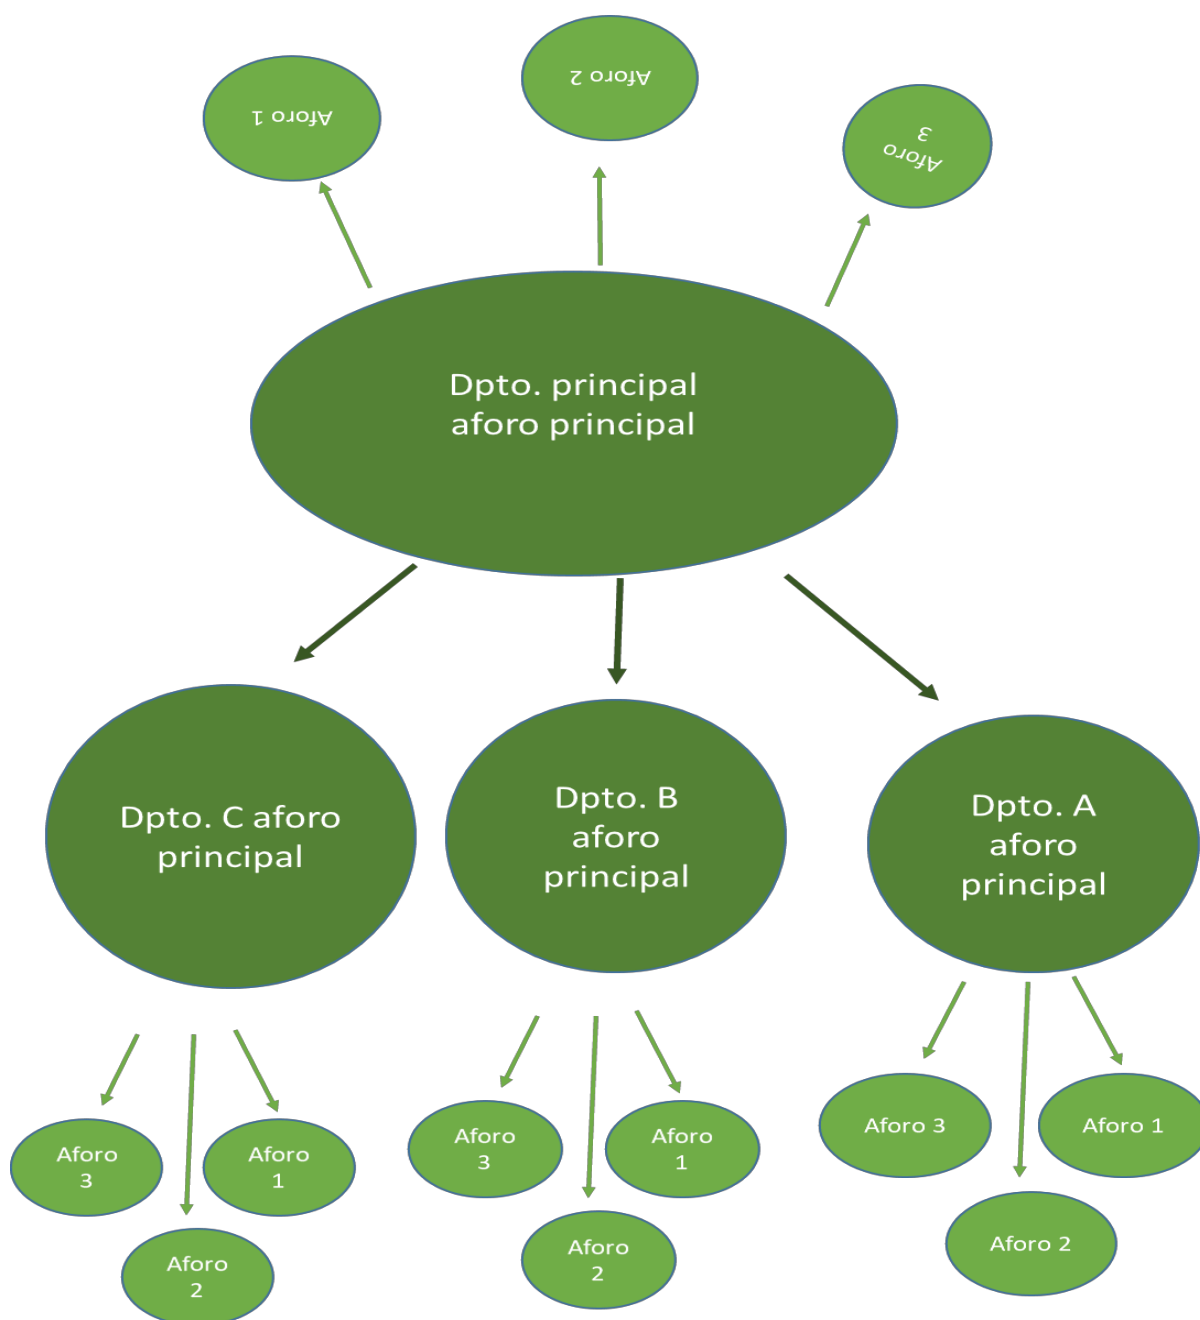 Aforo 1
Aforo 2
Aforo
3
Dpto. principal
aforo principal
Dpto. C aforo
principal
Dpto. B
aforo
principal
Dpto. A
aforo
principal
Aforo
3
Aforo
1
Aforo
2
Aforo
3
Aforo
1
Aforo
2
Aforo 3
Aforo 1
Aforo 2